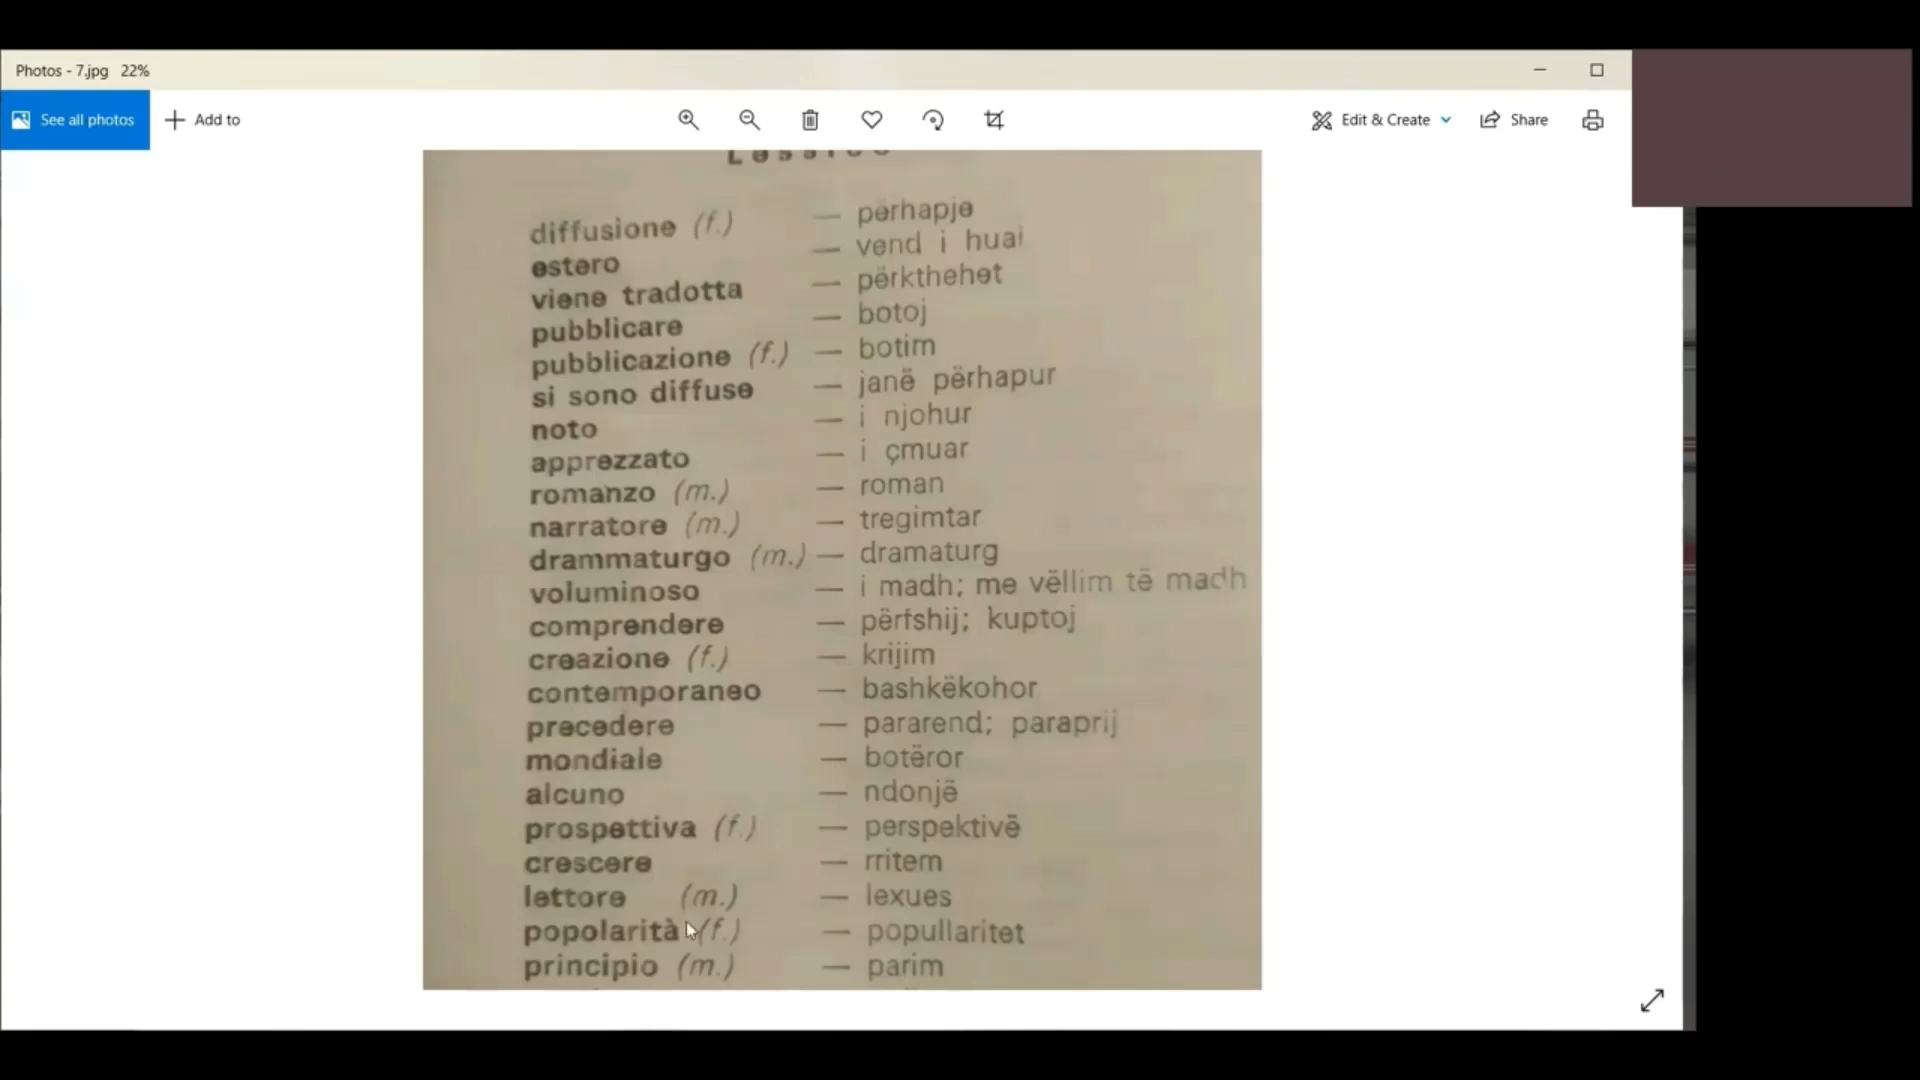 Photos - 7.jpg 22%
See all photos
Add to
Edit & Create
Share
Lessico
diffusione (f.) — përhapje
estero — vend i huai
viene tradotta — përkthehet
pubblicare — botoj
pubblicazione (f.) — botim
si sono diffuse — janë përhapur
noto — i njohur
apprezzato — i çmuar
romanzo (m.) — roman
narratore (m.) — tregimtar
drammaturgo (m.) — dramaturg
voluminoso — i madh; me vëllim të madh
comprendere — përfshij; kuptoj
creazione (f.) — krijim
contemporaneo — bashkëkohor
precedere — pararend; paraprij
mondiale — botëror
alcuno — ndonjë
prospettiva (f.) — perspektivë
crescere — rritem
lettore (m.) — lexues
popolarità (f.) — popullaritet
principio (m.) — parim